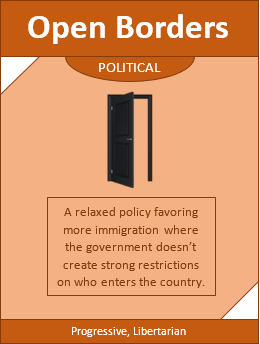 Open Borders
POLITICAL
A relaxed policy favoring
more immigration where
the government doesn't
create strong restrictions
on who enters the country.
Progressive, Libertarian